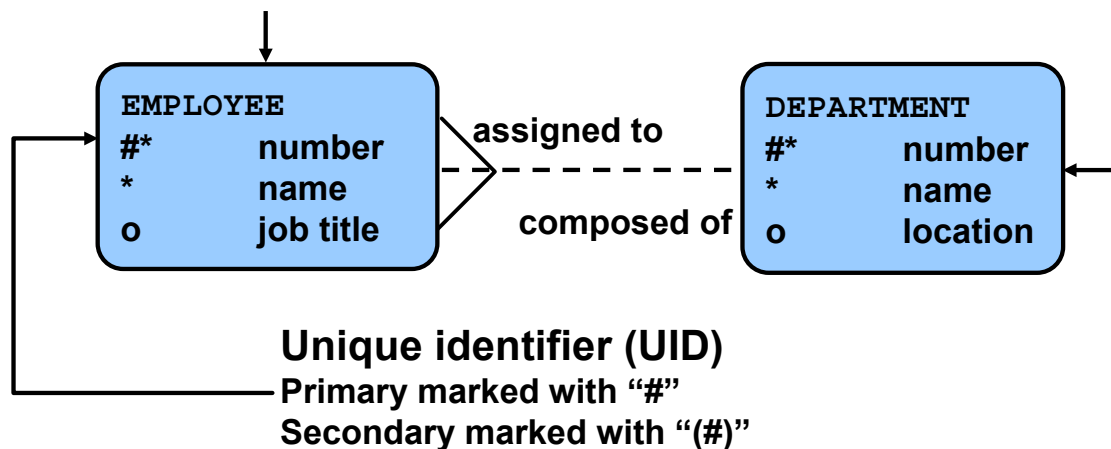 EMPLOYEE
#* number
* name
o job title
assigned to
composed of
DEPARTMENT
#* number
* name
o location
Unique identifier (UID)
Primary marked with “#”
Secondary marked with “(#)”